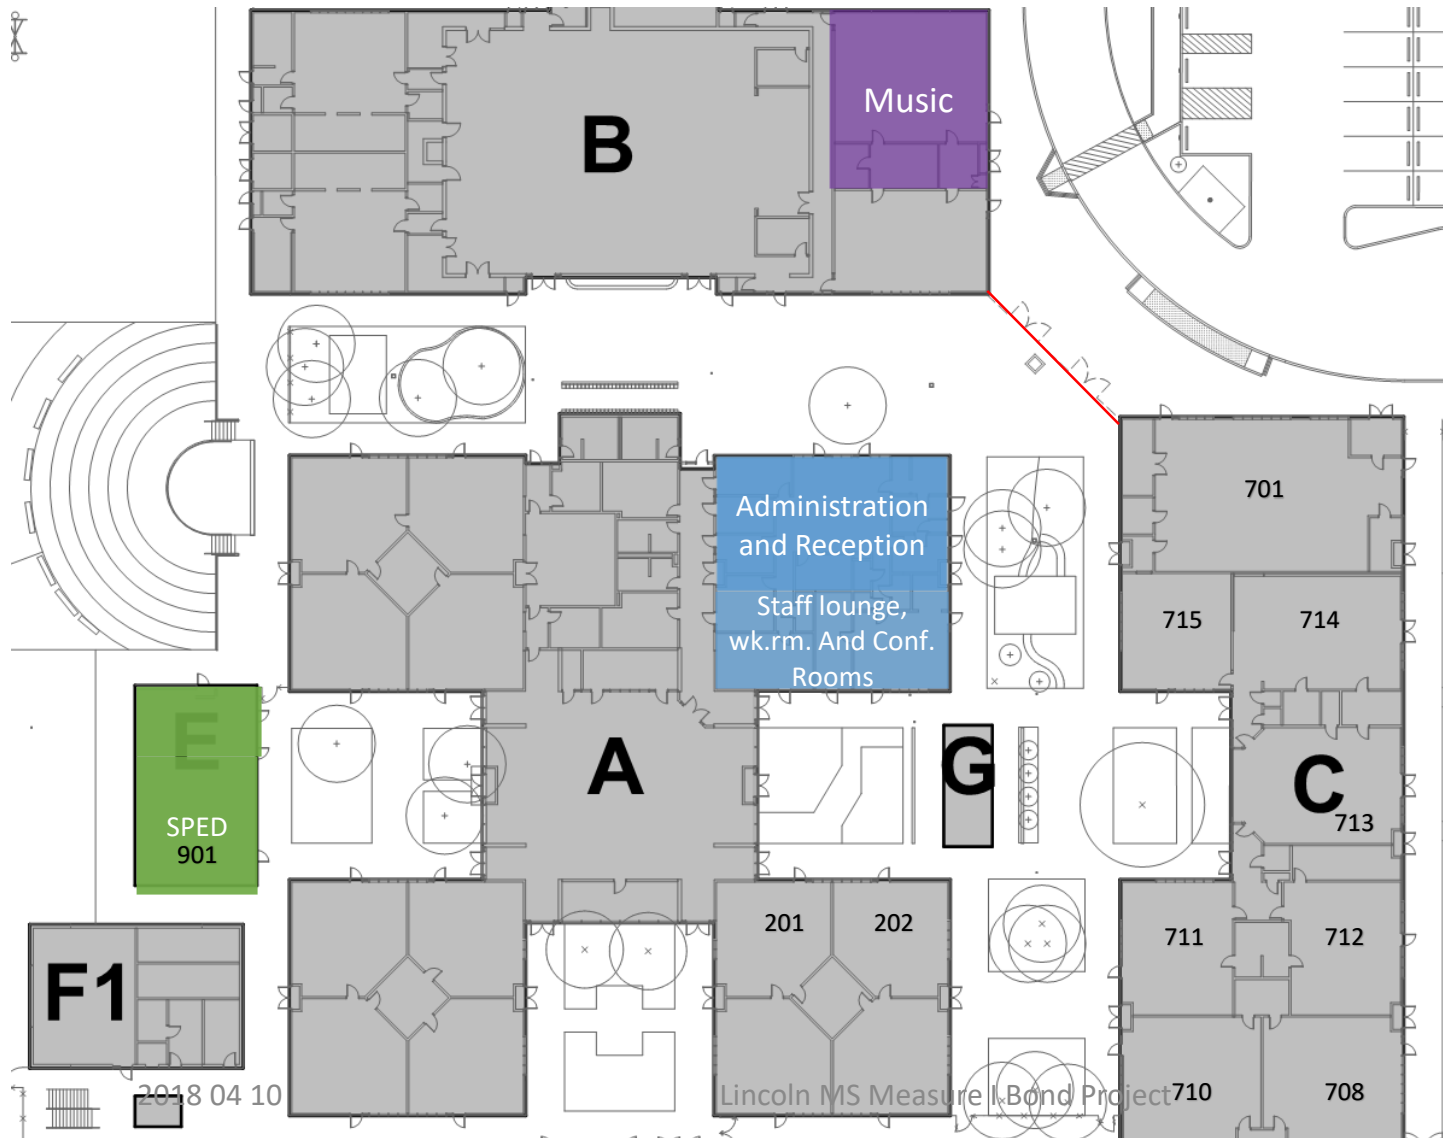 Music
B
701
Administration
and Reception
Staff lounge,
wk.rm. And Conf.
Rooms
715
714
E
A
G
C
713
SPED
901
201
202
711
712
F1
2018 04 10
Lincoln MS Measure I Bond Project
710
708